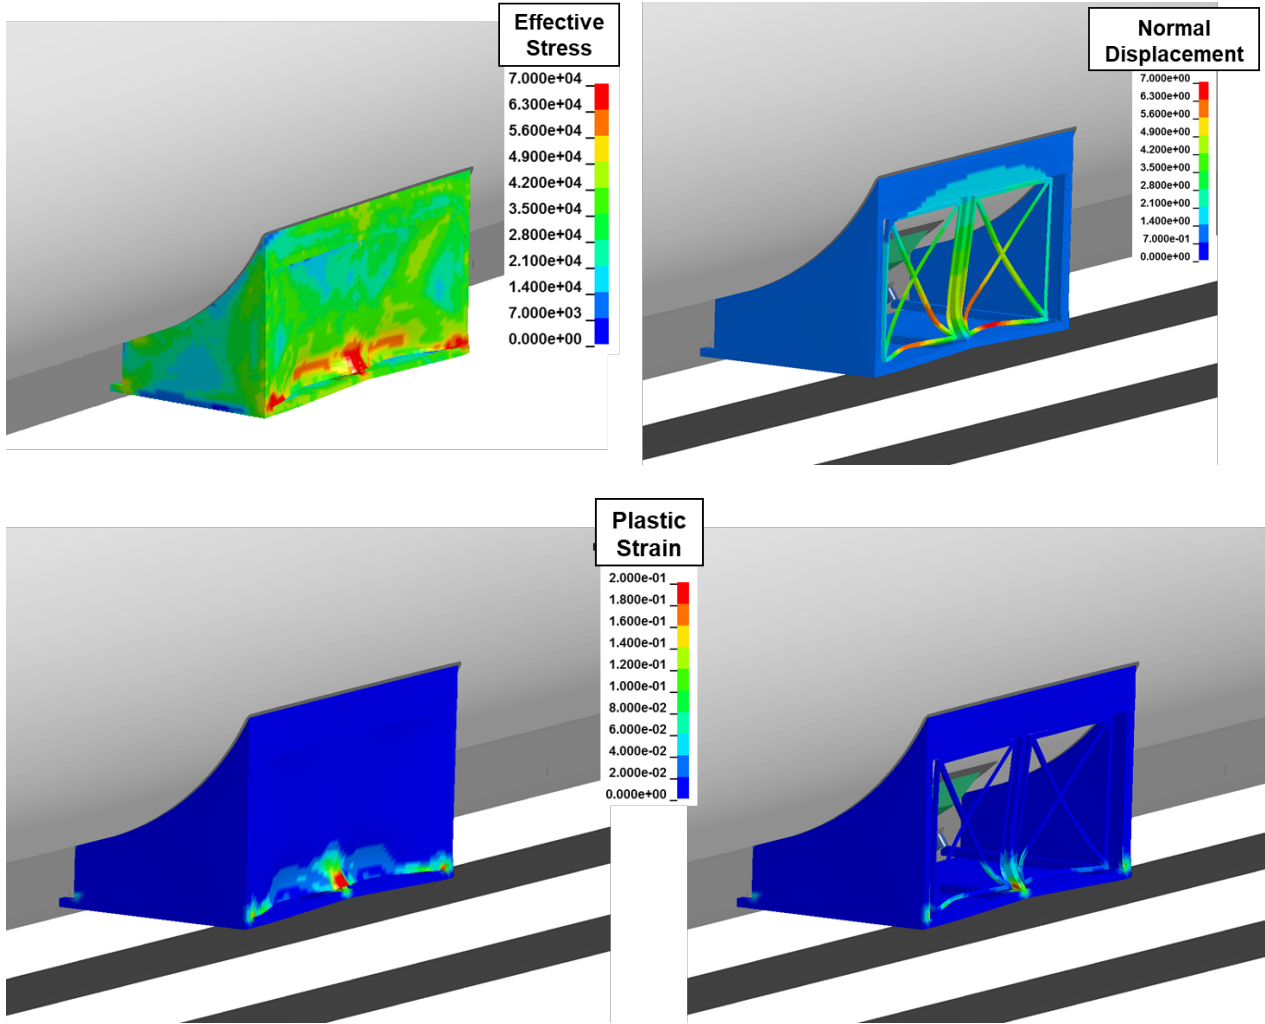 Effective
Stress
7.000e+04
6.300e+04
5.600e+04
4.900e+04
4.200e+04
3.500e+04
2.800e+04
2.100e+04
1.400e+04
7.000e+03
0.000e+00
Normal
Displacement
7.000e+00
6.300e+00
5.600e+00
4.900e+00
4.200e+00
3.500e+00
2.800e+00
2.100e+00
1.400e+00
7.000e-01
0.000e+00
Plastic
Strain
2.000e-01
1.800e-01
1.600e-01
1.400e-01
1.200e-01
1.000e-01
8.000e-02
6.000e-02
4.000e-02
2.000e-02
0.000e+00